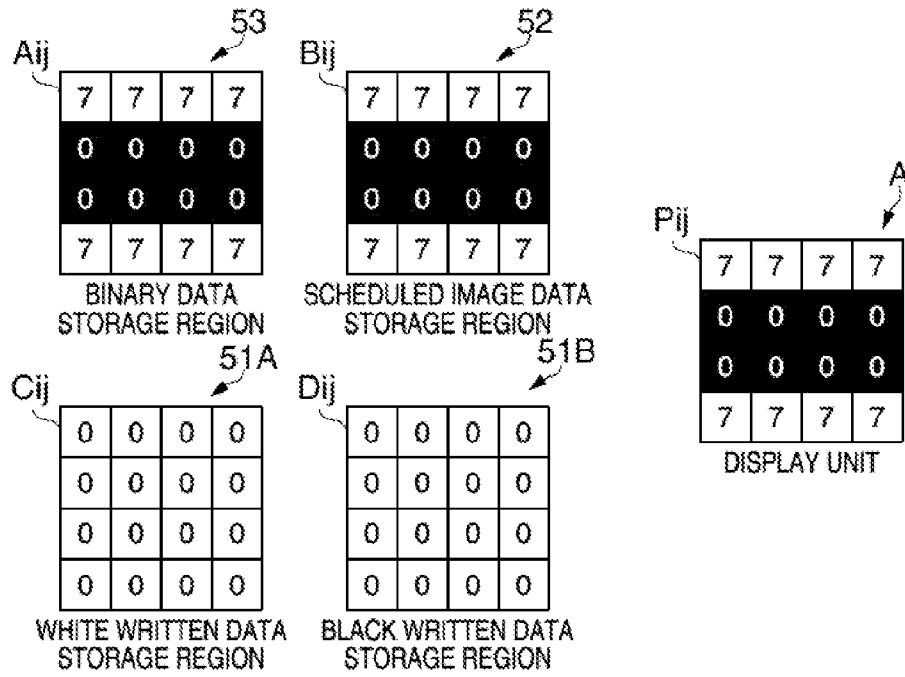 53
Aij
7 7 7 7
0 0 0 0
0 0 0 0
7 7 7 7
BINARY DATA
STORAGE REGION
52
Bij
7 7 7 7
0 0 0 0
0 0 0 0
7 7 7 7
SCHEDULED IMAGE DATA
STORAGE REGION
A
Pij
7 7 7 7
0 0 0 0
0 0 0 0
7 7 7 7
DISPLAY UNIT
51A
Cij
0 0 0 0
0 0 0 0
0 0 0 0
0 0 0 0
WHITE WRITTEN DATA
STORAGE REGION
51B
Dij
0 0 0 0
0 0 0 0
0 0 0 0
0 0 0 0
BLACK WRITTEN DATA
STORAGE REGION